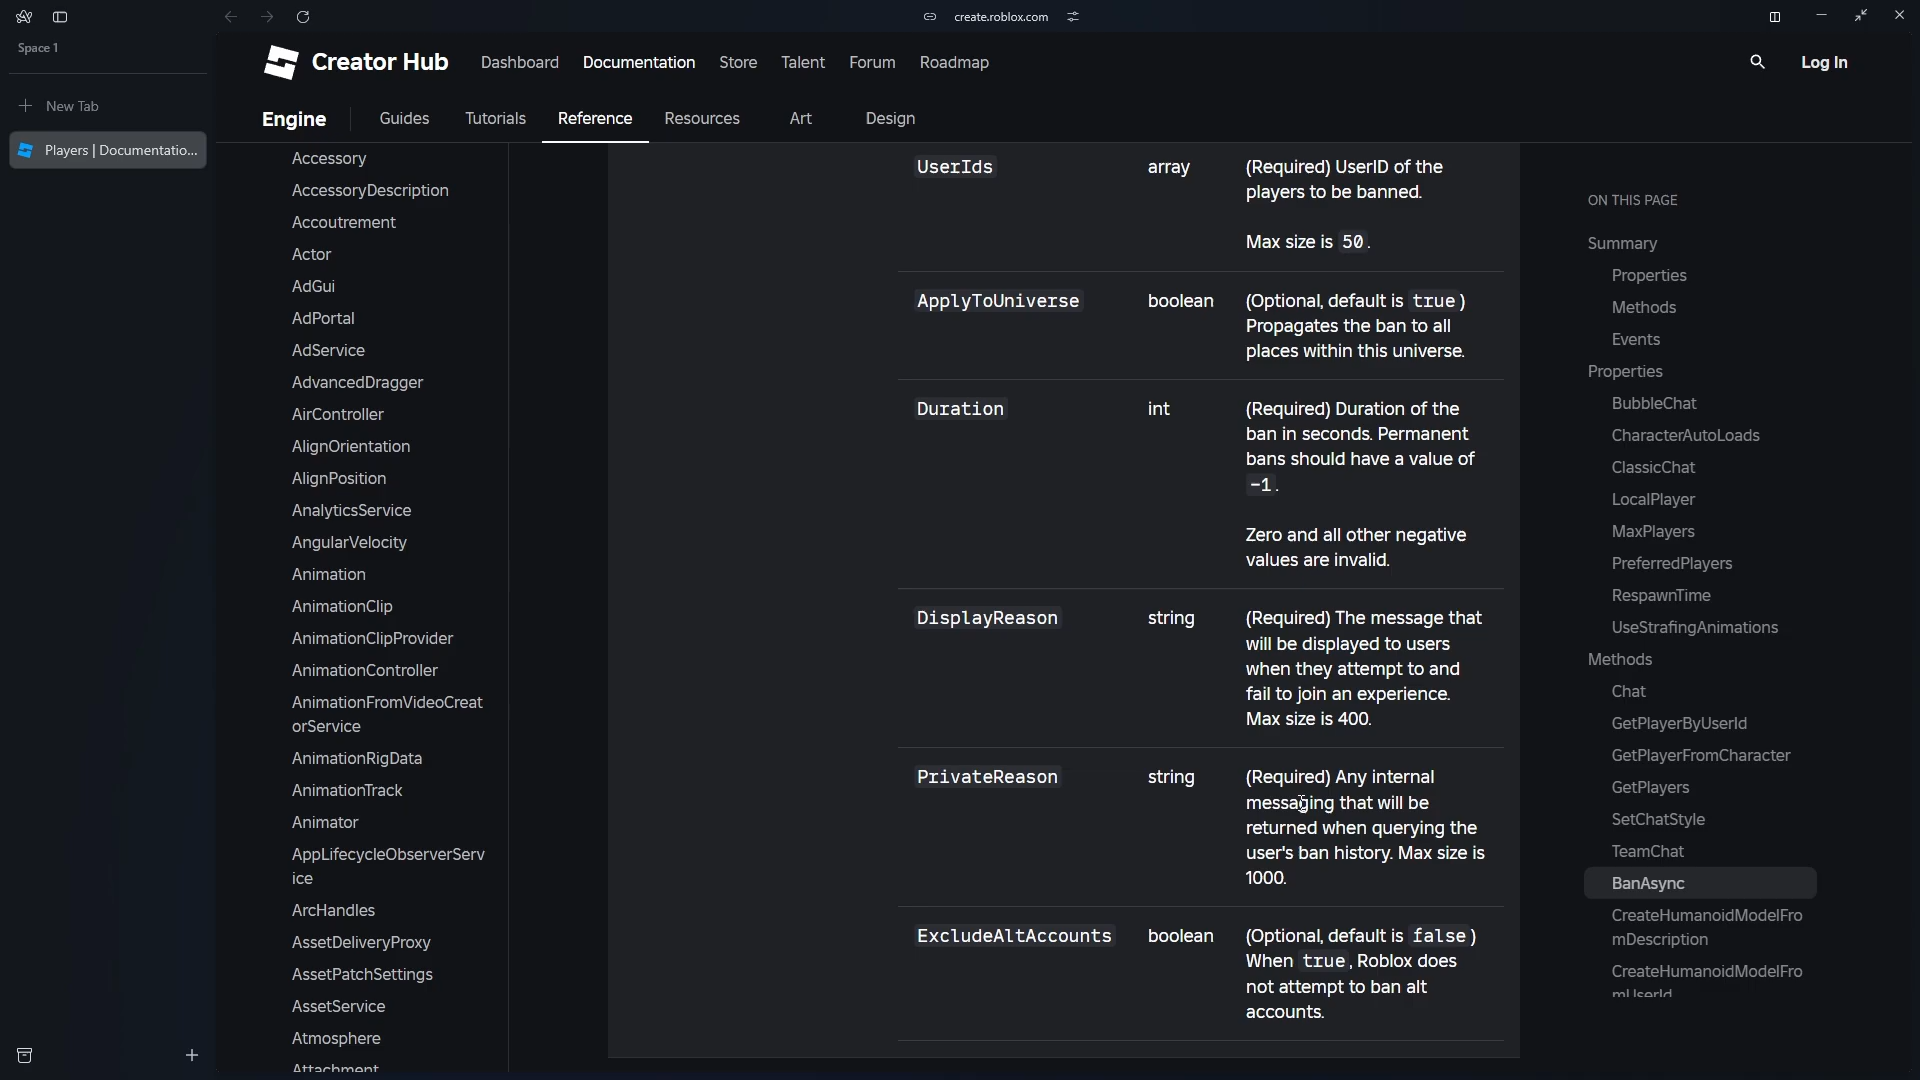 create.roblox.com
Space 1
New Tab
Players | Documentatio...
Creator Hub
Dashboard
Documentation
Store
Talent
Forum
Roadmap
Log In
Engine
Guides
Tutorials
Reference
Resources
Art
Design
Accessory
AccessoryDescription
Accoutrement
Actor
AdGui
AdPortal
AdService
AdvancedDragger
AirController
AlignOrientation
AlignPosition
AnalyticsService
AngularVelocity
Animation
AnimationClip
AnimationClipProvider
AnimationController
AnimationFromVideoCreat
orService
AnimationRigData
AnimationTrack
Animator
AppLifecycleObserverServ
ice
ArcHandles
AssetDeliveryProxy
AssetPatchSettings
AssetService
Atmosphere
Attachment
UserIds
array
(Required) UserID of the
players to be banned.
Max size is 50.
ApplyToUniverse
boolean
(Optional, default is true)
Propagates the ban to all
places within this universe.
Duration
int
(Required) Duration of the
ban in seconds. Permanent
bans should have a value of
-1.
Zero and all other negative
values are invalid.
DisplayReason
string
(Required) The message that
will be displayed to users
when they attempt to and
fail to join an experience.
Max size is 400.
PrivateReason
string
(Required) Any internal
messaging that will be
returned when querying the
user's ban history. Max size is
1000.
ExcludeAltAccounts
boolean
(Optional, default is false)
When true, Roblox does
not attempt to ban alt
accounts.
ON THIS PAGE
Summary
Properties
Methods
Events
Properties
BubbleChat
CharacterAutoLoads
ClassicChat
LocalPlayer
MaxPlayers
PreferredPlayers
RespawnTime
UseStrafingAnimations
Methods
Chat
GetPlayerByUserId
GetPlayerFromCharacter
GetPlayers
SetChatStyle
TeamChat
BanAsync
CreateHumanoidModelFro
mDescription
CreateHumanoidModelFro
mUserId